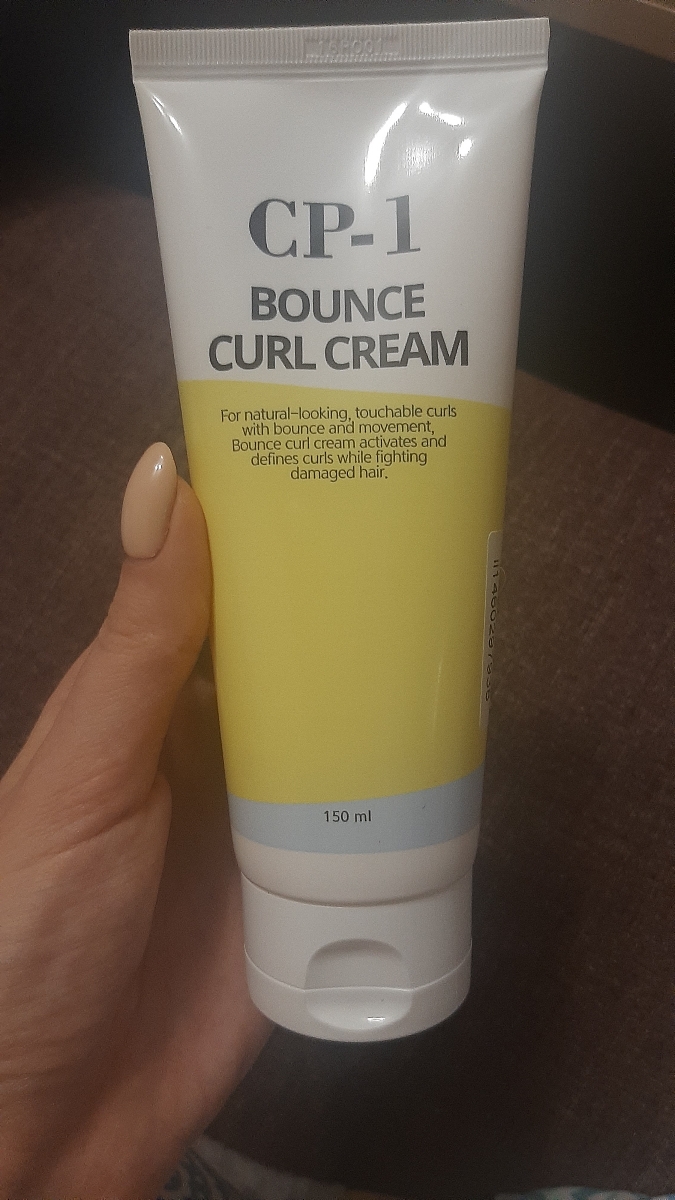 CP-1
BOUNCE
CURL CREAM
For natural-looking, touchable curls
with bounce and movement,
Bounce curl cream activates and
defines curls while fighting
damaged hair.
150 ml